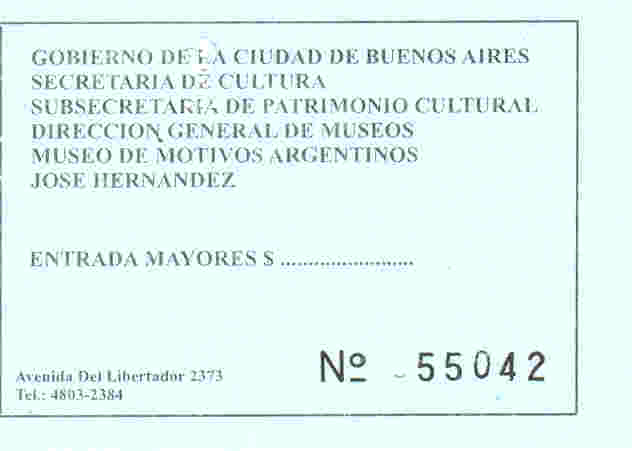 GOBIERNO DE LA CIUDAD DE BUENOS AIRES
SECRETARIA DE CULTURA
SUBSECRETARIA DE PATRIMONIO CULTURAL
DIRECCION GENERAL DE MUSEOS
MUSEO DE MOTIVOS ARGENTINOS
JOSE HERNANDEZ
ENTRADA MAYORES $ ........................
Nº 55042
Avenida Del Libertador 2373
Tel.: 4803-2384